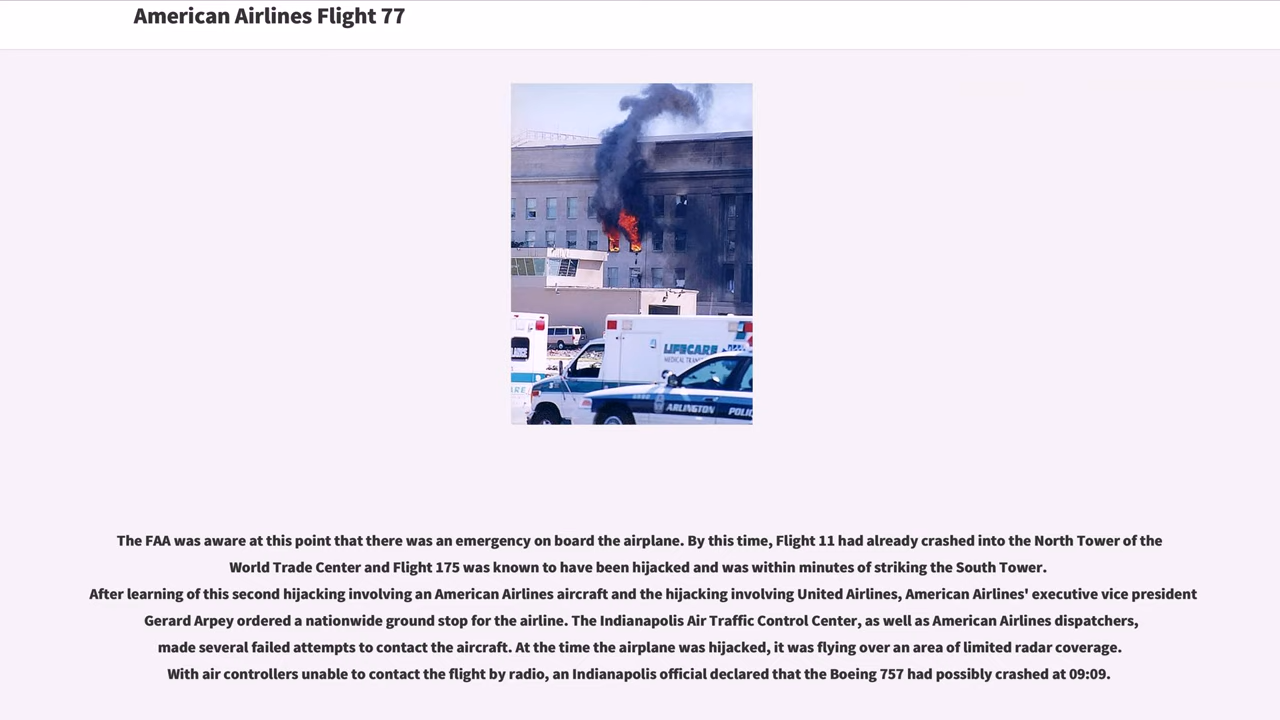 American Airlines Flight 77
LIFECARE
ARLINGTON POLIC
The FAA was aware at this point that there was an emergency on board the airplane. By this time, Flight 11 had already crashed into the North Tower of the
World Trade Center and Flight 175 was known to have been hijacked and was within minutes of striking the South Tower.
After learning of this second hijacking involving an American Airlines aircraft and the hijacking involving United Airlines, American Airlines' executive vice president
Gerard Arpey ordered a nationwide ground stop for the airline. The Indianapolis Air Traffic Control Center, as well as American Airlines dispatchers,
made several failed attempts to contact the aircraft. At the time the airplane was hijacked, it was flying over an area of limited radar coverage.
With air controllers unable to contact the flight by radio, an Indianapolis official declared that the Boeing 757 had possibly crashed at 09:09.